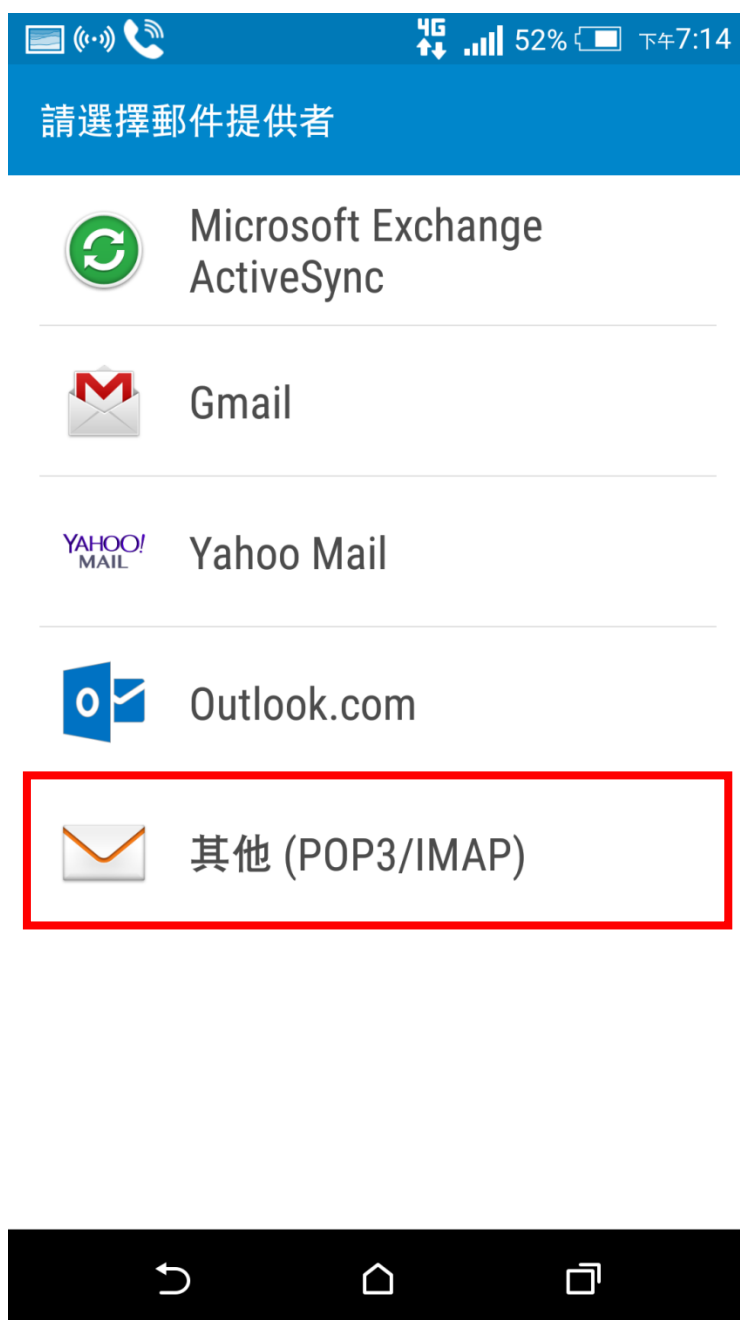 4G 52% 下午7:14
請選擇郵件提供者
Microsoft Exchange
ActiveSync
Gmail
YAHOO!
MAIL
Yahoo Mail
Outlook.com
其他 (POP3/IMAP)